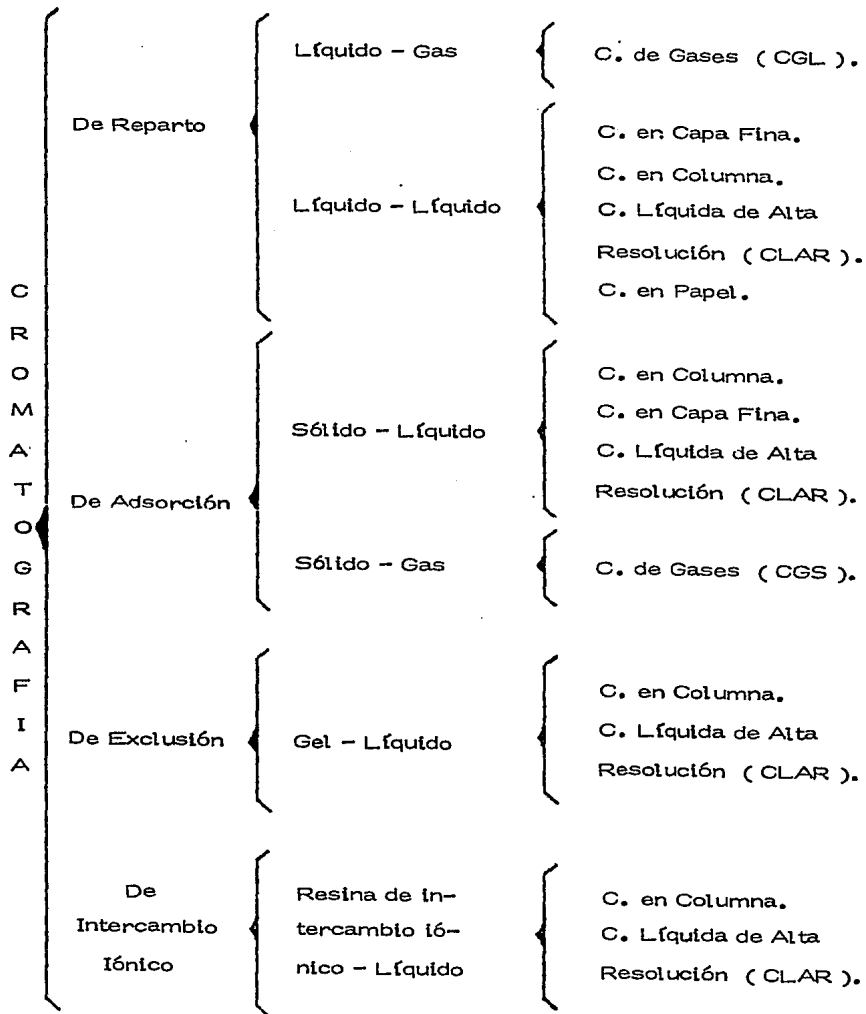 CROMATOGRAFIA
De Reparto
Líquido - Gas
C. de Gases ( CGL ).
Líquido - Líquido
C. en Capa Fina.
C. en Columna.
C. Líquida de Alta
Resolución ( CLAR ).
C. en Papel.
De Adsorción
Sólido - Líquido
C. en Columna.
C. en Capa Fina.
C. Líquida de Alta
Resolución ( CLAR ).
Sólido - Gas
C. de Gases ( CGS ).
De Exclusión
Gel - Líquido
C. en Columna.
C. Líquida de Alta
Resolución ( CLAR ).
De
Intercambio
Iónico
Resina de in-
tercambio ió-
nico - Líquido
C. en Columna.
C. Líquida de Alta
Resolución ( CLAR ).